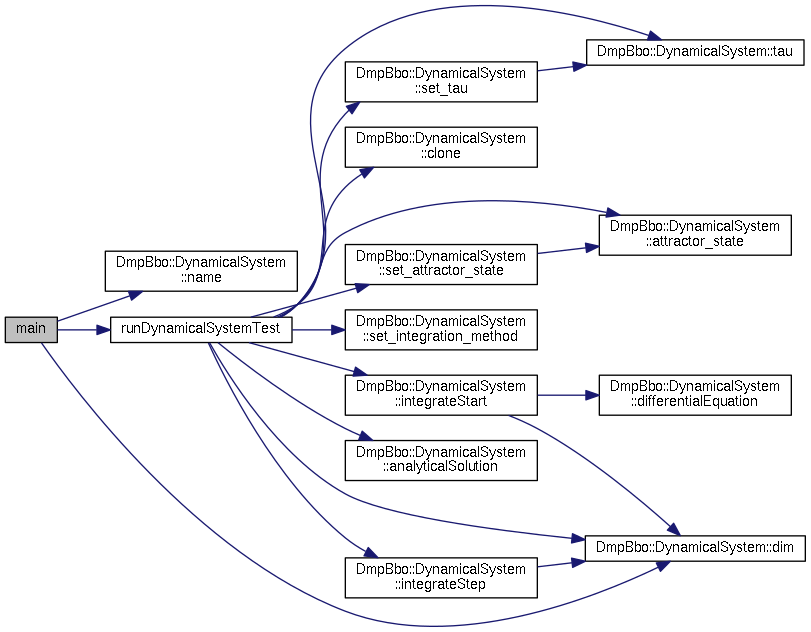 DmpBbo::DynamicalSystem::tau
DmpBbo::DynamicalSystem
::set_tau
DmpBbo::DynamicalSystem
::clone
DmpBbo::DynamicalSystem
::attractor_state
DmpBbo::DynamicalSystem
::set_attractor_state
DmpBbo::DynamicalSystem
::name
main
runDynamicalSystemTest
DmpBbo::DynamicalSystem
::set_integration_method
DmpBbo::DynamicalSystem
::integrateStart
DmpBbo::DynamicalSystem
::differentialEquation
DmpBbo::DynamicalSystem
::analyticalSolution
DmpBbo::DynamicalSystem::dim
DmpBbo::DynamicalSystem
::integrateStep